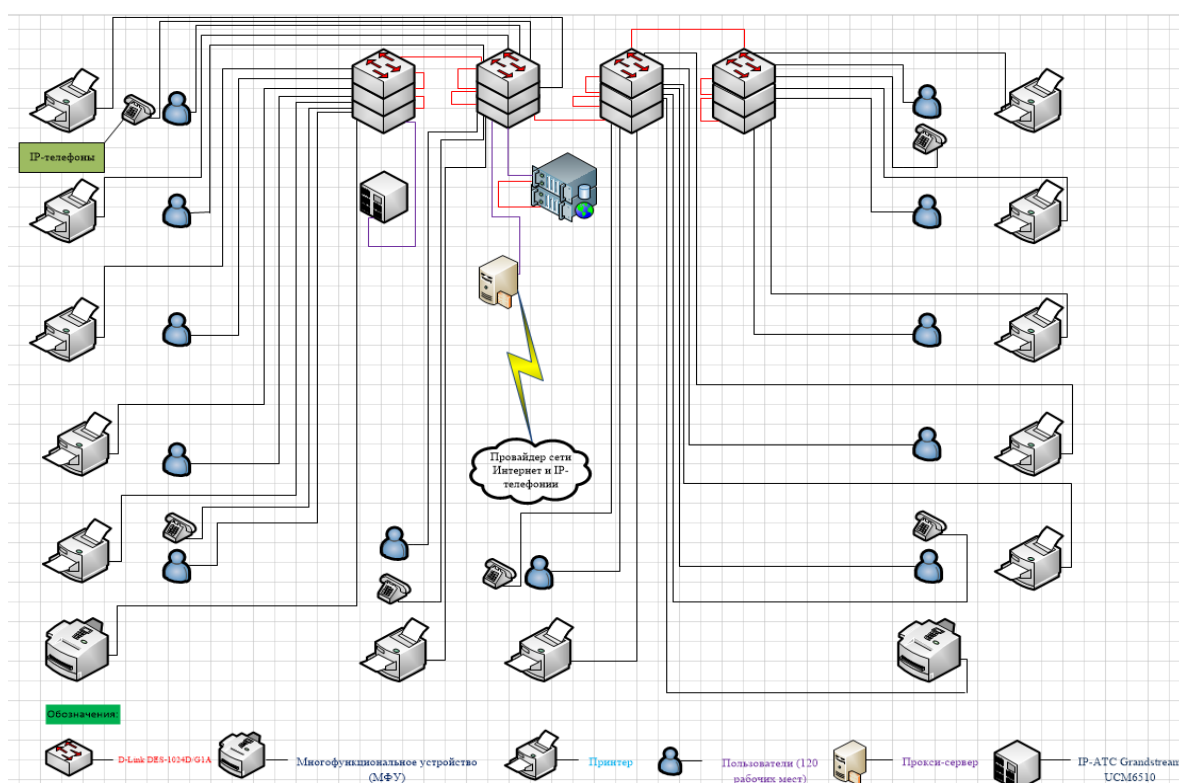 IP-телефоны
Провайдер сети
Интернет и IP-
телефонии
Обозначения:
D-Link DES-1024D/G1A
Многофункциональное устройство
(МФУ)
Принтер
Пользователи (120
рабочих мест)
Прокси-сервер
IP-АТС Grandstream
UCM6510